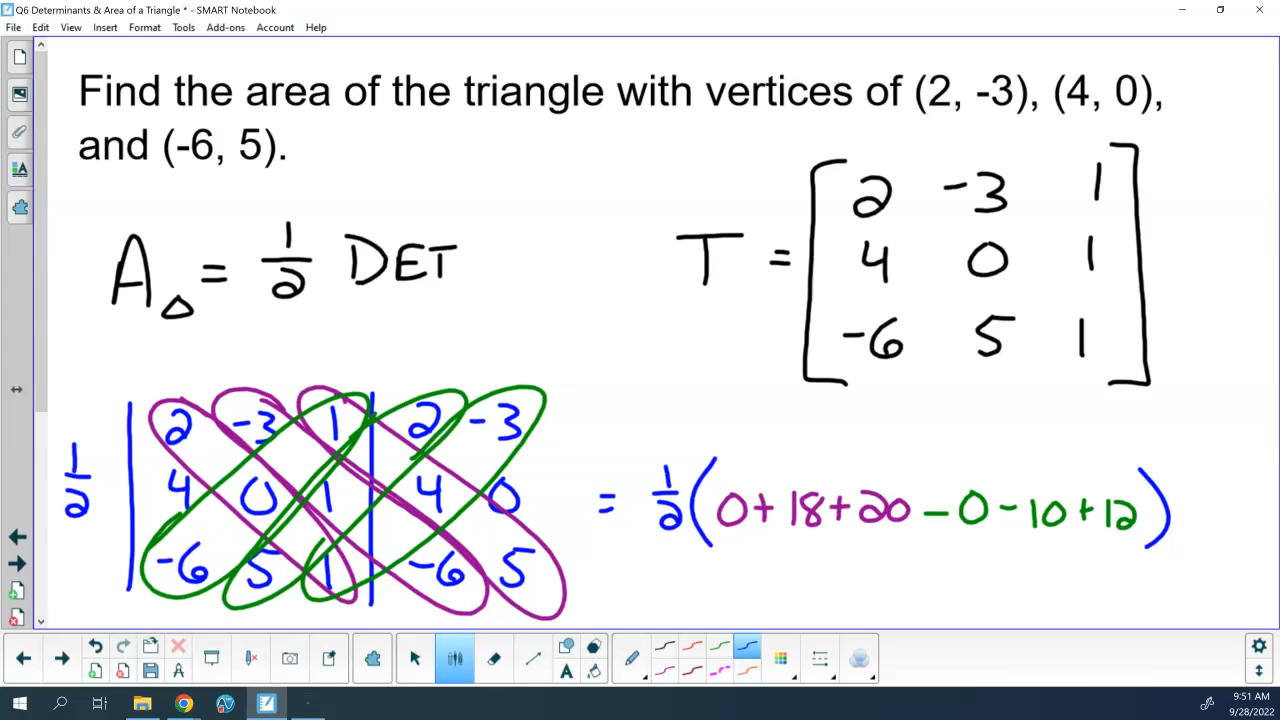 Q6 Determinants & Area of a Triangle * - SMART Notebook
File Edit View Insert Format Tools Add-ons Account Help
Find the area of the triangle with vertices of (2, -3), (4, 0),
and (-6, 5).
A△ = 1/2 DET
T = [2 -3 1
4 0 1
-6 5 1]
1/2 |2 -3 1| 2 -3
4 0 1 4 0
-6 5 1 -6 5
= 1/2 (0 + 18 + 20 - 0 - 10 + 12)
9:51 AM
9/28/2022